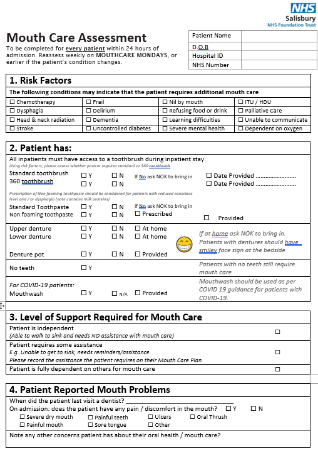 NHS
Salisbury
NHS Foundation Trust
Mouth Care Assessment
To be completed for every patient within 24 hours of
admission. Reassess weekly on MOUTHCARE MONDAYS, or
earlier if the patient's condition changes.
Patient Name
D.O.B
Hospital ID
NHS Number
1. Risk Factors
The following conditions may indicate that the patient requires additional mouth care
☐ Chemotherapy ☐ Frail ☐ Nil by mouth ☐ ITU / HDU
☐ Dysphagia ☐ Delirium ☐ Refusing food or drink ☐ Palliative care
☐ Head & neck radiation ☐ Dementia ☐ Learning difficulties ☐ Unable to communicate
☐ Stroke ☐ Uncontrolled diabetes ☐ Severe mental health ☐ Dependent on oxygen
2. Patient has:
All inpatients must have access to a toothbrush during inpatient stay
Standard toothbrush ☐ Y ☐ N If No ask NOK to bring in ☐ Date Provided ..............
360 toothbrush ☐ Y ☐ N ☐ Date Provided ..............
Standard Toothpaste ☐ Y ☐ N If No ask NOK to bring in
Non foaming toothpaste ☐ Y ☐ N ☐ Prescribed ☐ Provided
Upper denture ☐ Y ☐ N ☐ At home
Lower denture ☐ Y ☐ N ☐ At home
Denture pot ☐ Y ☐ N ☐ Provided
If at home ask NOK to bring in.
Patients with dentures should have
smiley face sign at the bedside
No teeth ☐ Y
Patients with no teeth still require
mouth care
For COVID-19 patients:
Mouthwash ☐ Y ☐ n/a ☐ Provided
Mouthwash should be used as per
COVID 19 guidance for patients with
COVID-19.
3. Level of Support Required for Mouth Care
Patient is independent
(Able to walk to sink and needs NO assistance with mouth care) ☐
Patient requires some assistance
E.g. Unable to get to sink, needs reminders/assistance ☐
Please record the assistance the patient requires on their Mouth Care Plan
Patient is fully dependent on others for mouth care ☐
4. Patient Reported Mouth Problems
When did the patient last visit a dentist?
On admission: does the patient have any pain / discomfort in the mouth? ☐ Y ☐ N
☐ Severe dry mouth ☐ Painful teeth ☐ Ulcers ☐ Oral Thrush
☐ Painful mouth ☐ Sore tongue ☐ Other
Note any other concerns patient has about their oral health / mouth care?